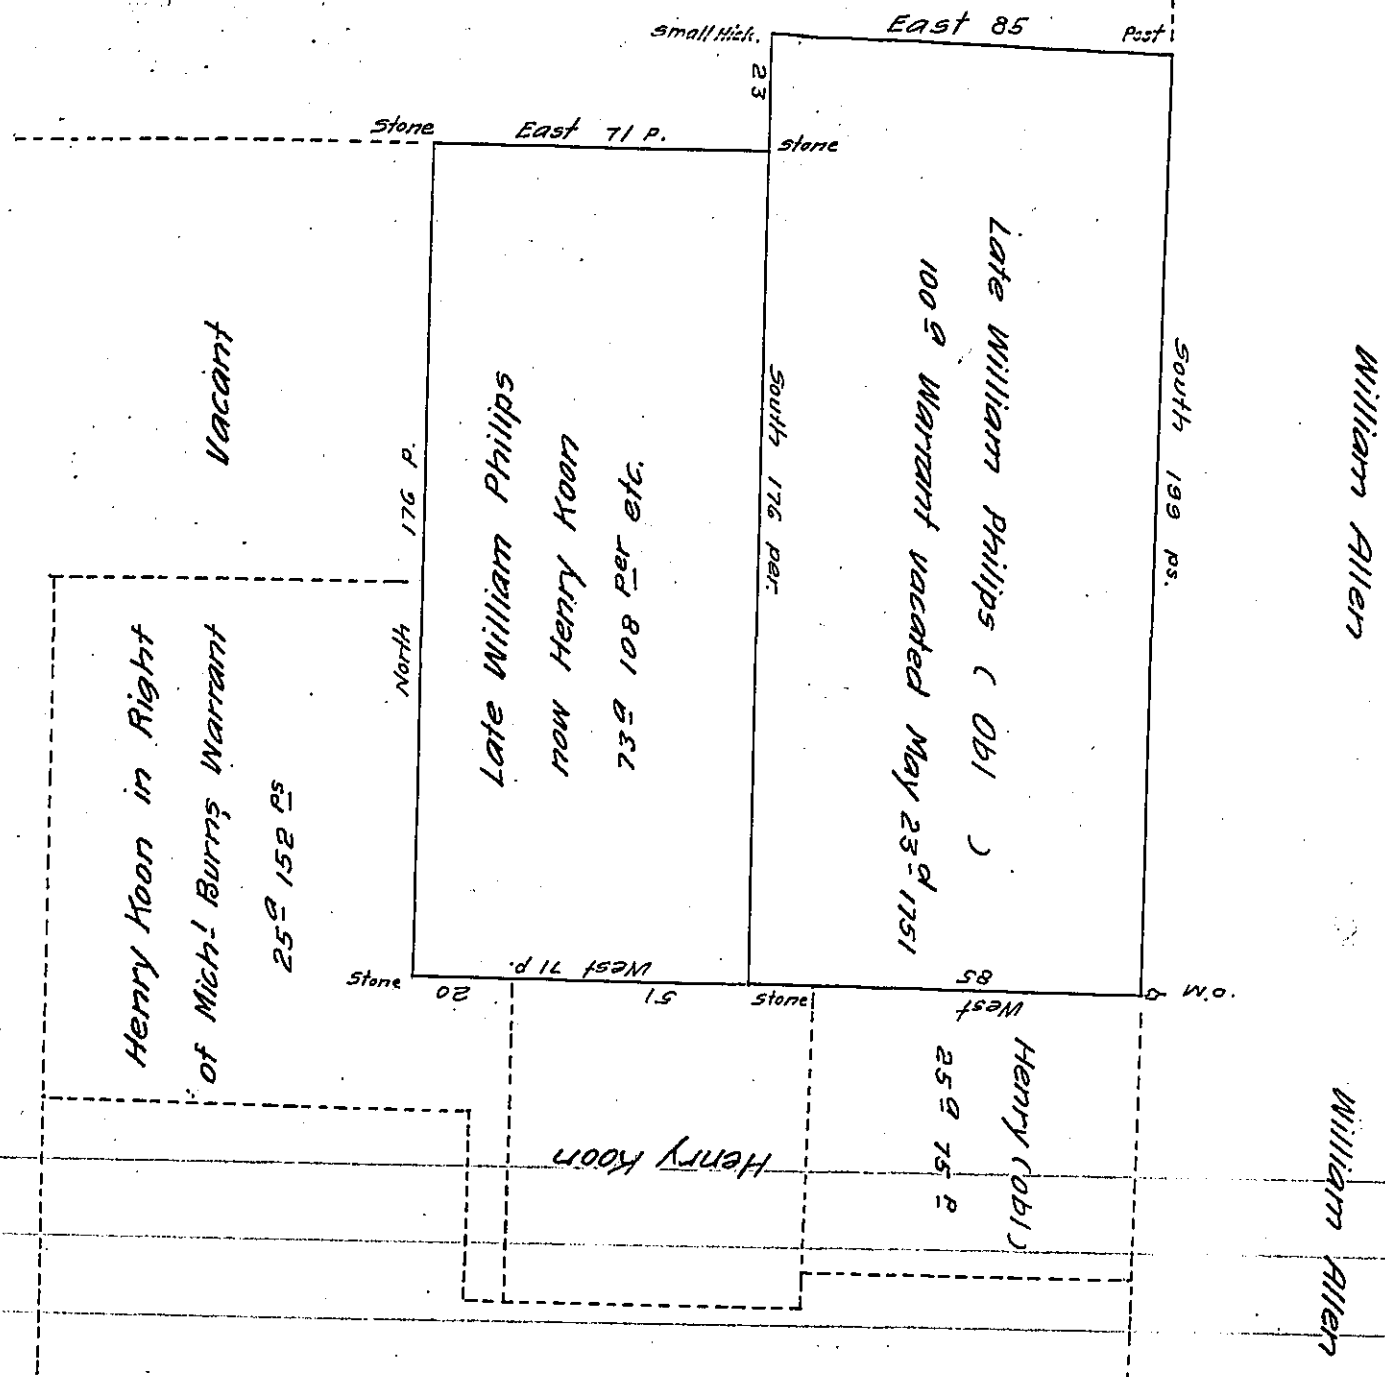 East 85
Small Hick.
Post
23
Stone
East 71 P.
Stone
William Allen
Late William Phillips ( Obl )
100 a Warrant vacated May 23 d 1751
South 199 ps.
South 176 per.
Vacant
North 176 P.
Late William Phillips
now Henry Koon
73 a 108 Per etc.
Henry Koon in Right
of Mich l Burns Warrant
25 a 152 ps
Stone
20
West 71 p.
51
Stone
85
West
W.O.
Henry (Obl)
25 a 75 P
Henry Koon
William Allen